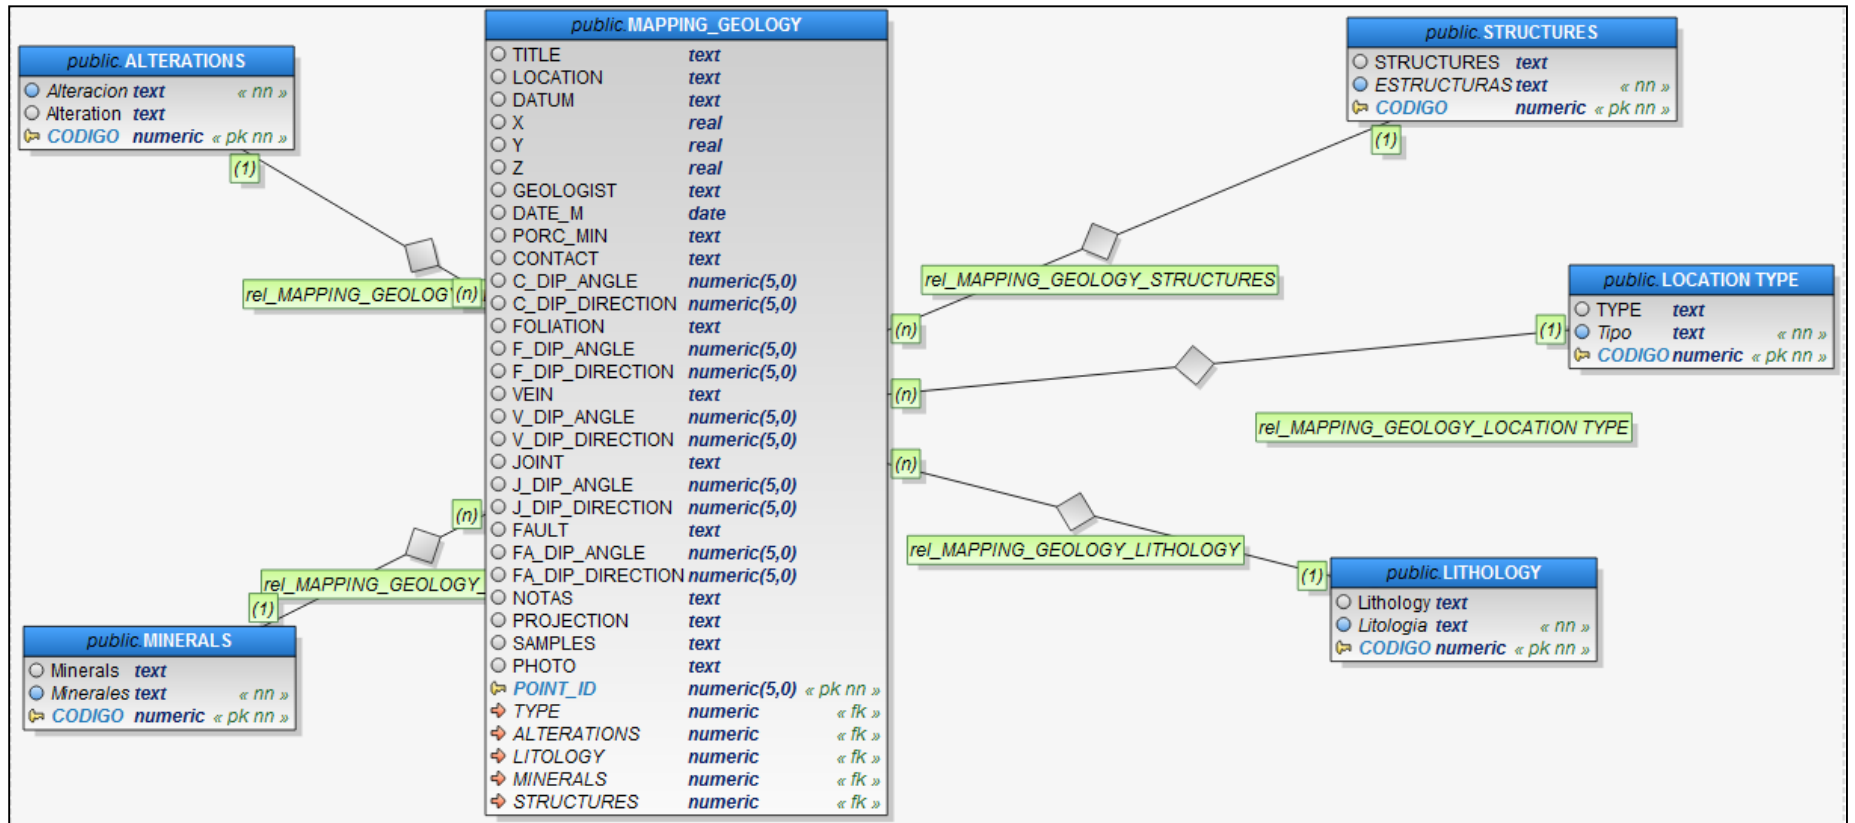 public.ALTERATIONS
Alteracion text « nn »
Alteration text
CODIGO numeric « pk nn »
(1)
rel_MAPPING_GEOLOGY
(n)
public.MINERALS
Minerals text
Minerales text « nn »
CODIGO numeric « pk nn »
(1)
rel_MAPPING_GEOLOGY_
(n)
public.MAPPING_GEOLOGY
TITLE text
LOCATION text
DATUM text
X real
Y real
Z real
GEOLOGIST text
DATE_M date
PORC_MIN text
CONTACT text
C_DIP_ANGLE numeric(5,0)
C_DIP_DIRECTION numeric(5,0)
FOLIATION text
F_DIP_ANGLE numeric(5,0)
F_DIP_DIRECTION numeric(5,0)
VEIN text
V_DIP_ANGLE numeric(5,0)
V_DIP_DIRECTION numeric(5,0)
JOINT text
J_DIP_ANGLE numeric(5,0)
J_DIP_DIRECTION numeric(5,0)
FAULT text
FA_DIP_ANGLE numeric(5,0)
FA_DIP_DIRECTION numeric(5,0)
NOTAS text
PROJECTION text
SAMPLES text
PHOTO text
POINT_ID numeric(5,0) « pk nn »
TYPE numeric « fk »
ALTERATIONS numeric « fk »
LITOLOGY numeric « fk »
MINERALS numeric « fk »
STRUCTURES numeric « fk »
public.STRUCTURES
STRUCTURES text
ESTRUCTURAS text « nn »
CODIGO numeric « pk nn »
(1)
rel_MAPPING_GEOLOGY_STRUCTURES
(n)
public.LOCATION TYPE
TYPE text
Tipo text « nn »
CODIGO numeric « pk nn »
(1)
(n)
rel_MAPPING_GEOLOGY_LOCATION TYPE
(n)
rel_MAPPING_GEOLOGY_LITHOLOGY
(1)
public.LITHOLOGY
Lithology text
Litologia text « nn »
CODIGO numeric « pk nn »